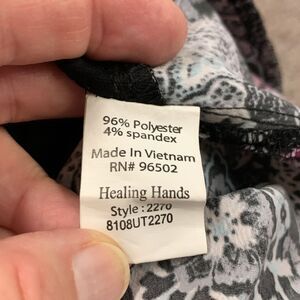 96% Polyester
4% spandex
Made In Vietnam
RN# 96502
Healing Hands
Style : 2270
8108UT2270